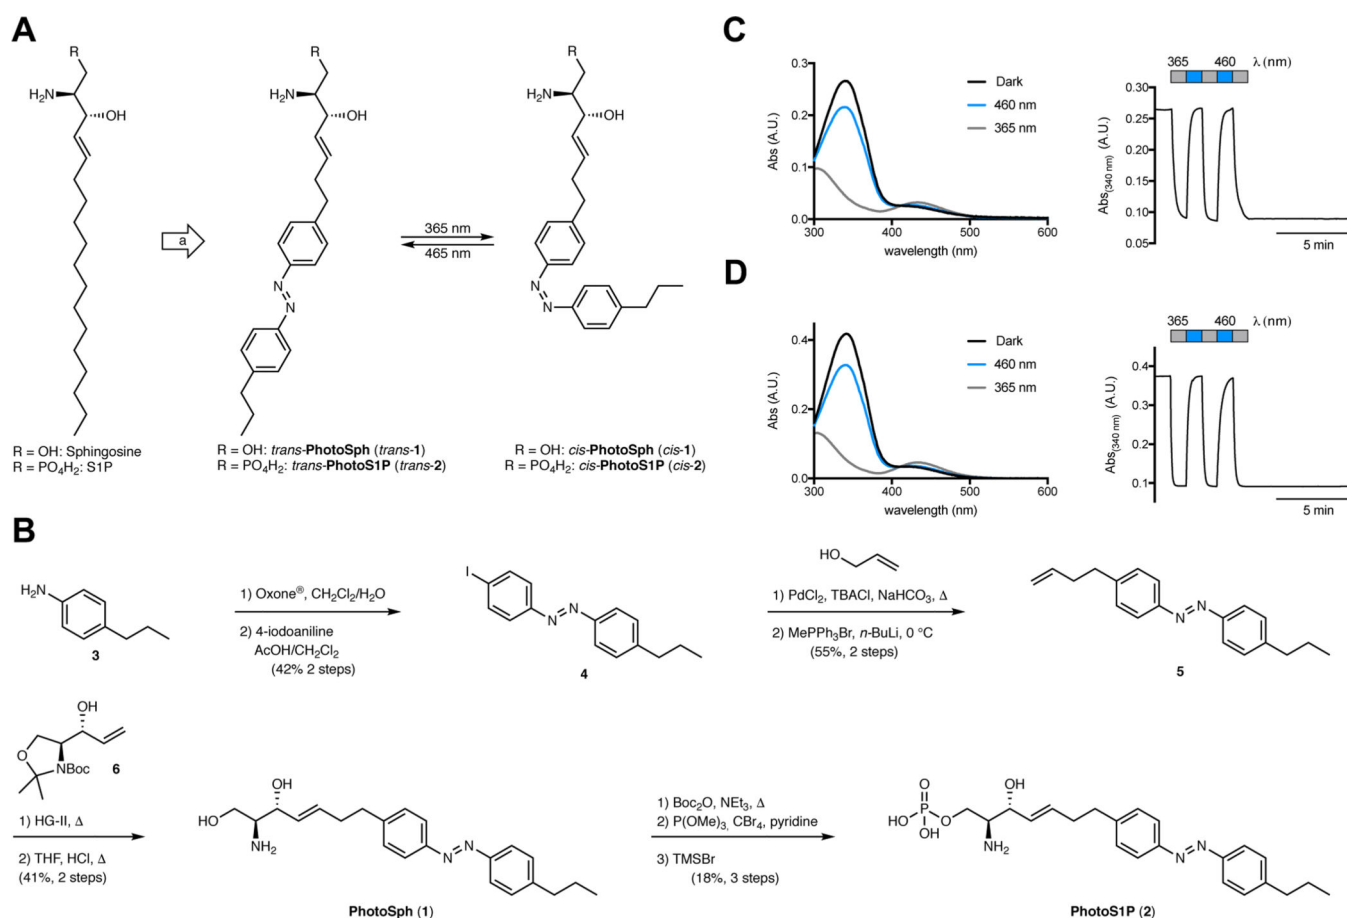 A
R
H₂N
OH
R
H₂N
OH
N
N
R
H₂N
OH
N
N
a
365 nm
465 nm
R = OH: Sphingosine
R = PO₄H₂: S1P
R = OH: trans-PhotoSph (trans-1)
R = PO₄H₂: trans-PhotoS1P (trans-2)
R = OH: cis-PhotoSph (cis-1)
R = PO₄H₂: cis-PhotoS1P (cis-2)
C
0.3
0.2
0.1
0.0
Abs (A.U.)
300 400 500 600
wavelength (nm)
Dark
460 nm
365 nm
365 460 λ (nm)
0.30
0.25
0.20
0.15
0.10
0.05
Abs(340 nm) (A.U.)
5 min
D
0.4
0.2
0.0
Abs (A.U.)
300 400 500 600
wavelength (nm)
Dark
460 nm
365 nm
365 460 λ (nm)
0.4
0.3
0.2
0.1
Abs(340 nm) (A.U.)
5 min
B
H₂N
3
1) Oxone®, CH₂Cl₂/H₂O
2) 4-iodoaniline
AcOH/CH₂Cl₂
(42% 2 steps)
I
N
N
4
HO
1) PdCl₂, TBACl, NaHCO₃, Δ
2) MePPh₃Br, n-BuLi, 0 °C
(55%, 2 steps)
N
N
5
OH
O
NBoc
6
1) HG-II, Δ
2) THF, HCl, Δ
(41%, 2 steps)
OH
HO
NH₂
N
N
PhotoSph (1)
1) Boc₂O, NEt₃, Δ
2) P(OMe)₃, CBr₄, pyridine
3) TMSBr
(18%, 3 steps)
O
P
HO
OH
O
OH
NH₂
N
N
PhotoS1P (2)